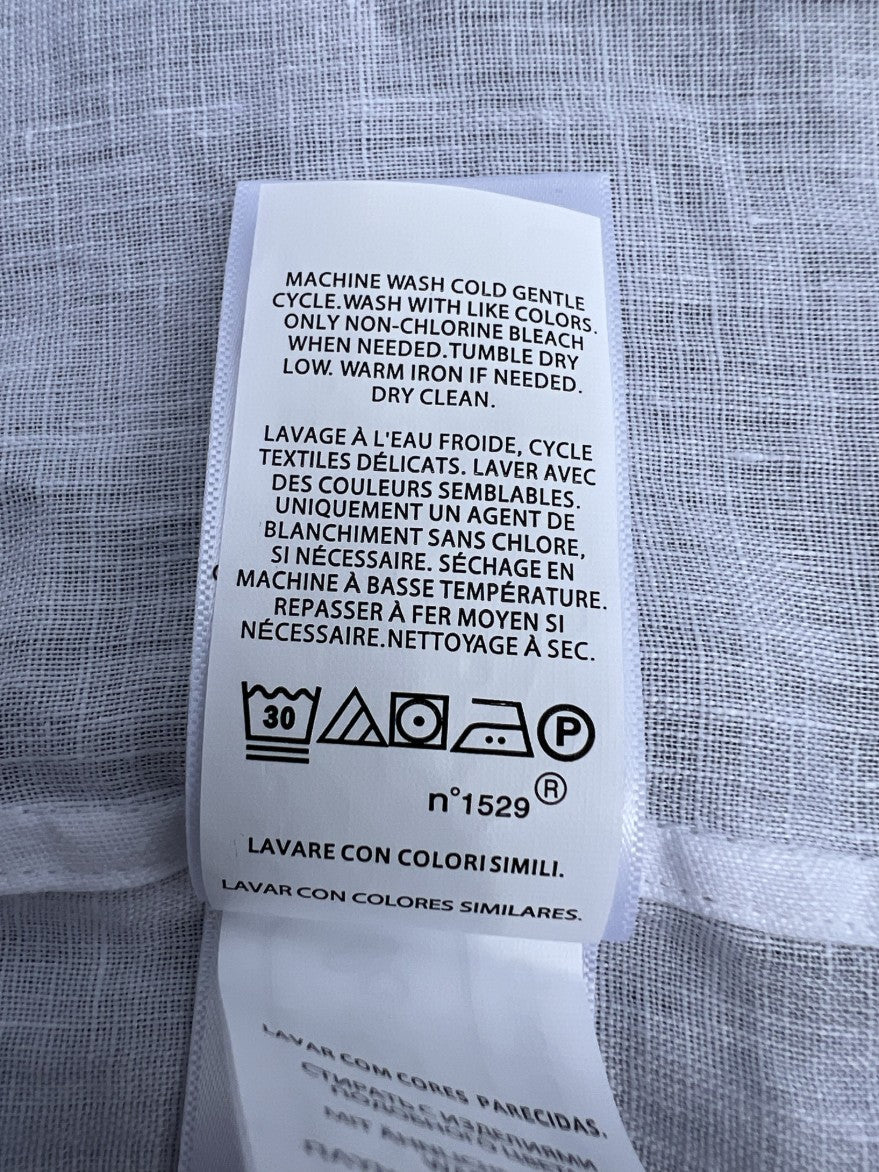 MACHINE WASH COLD GENTLE
CYCLE.WASH WITH LIKE COLORS.
ONLY NON-CHLORINE BLEACH
WHEN NEEDED.TUMBLE DRY
LOW. WARM IRON IF NEEDED.
DRY CLEAN.
LAVAGE À L'EAU FROIDE, CYCLE
TEXTILES DÉLICATS. LAVER AVEC
DES COULEURS SEMBLABLES.
UNIQUEMENT UN AGENT DE
BLANCHIMENT SANS CHLORE,
SI NÉCESSAIRE. SÉCHAGE EN
MACHINE À BASSE TEMPÉRATURE.
REPASSER À FER MOYEN SI
NÉCESSAIRE.NETTOYAGE À SEC.
30 P
n°1529®
LAVARE CON COLORI SIMILI.
LAVAR CON COLORES SIMILARES.
LAVAR COM CORES PARECIDAS.
СТИРАТЬ С ИЗДЕЛИЯМИ